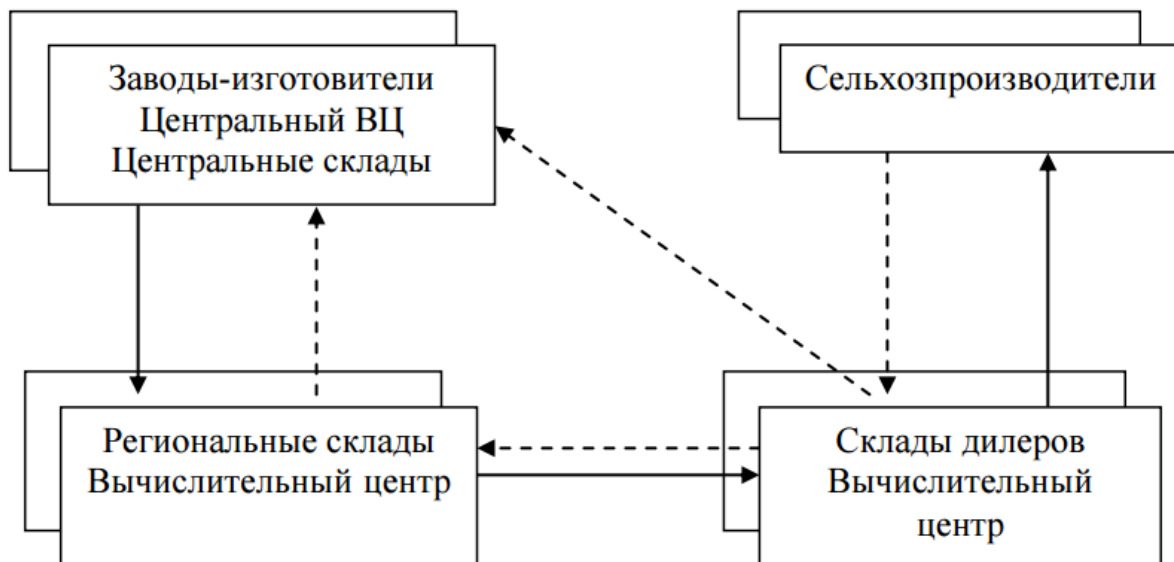 Заводы-изготовители
Центральный ВЦ
Центральные склады
Сельхозпроизводители
Региональные склады
Вычислительный центр
Склады дилеров
Вычислительный
центр